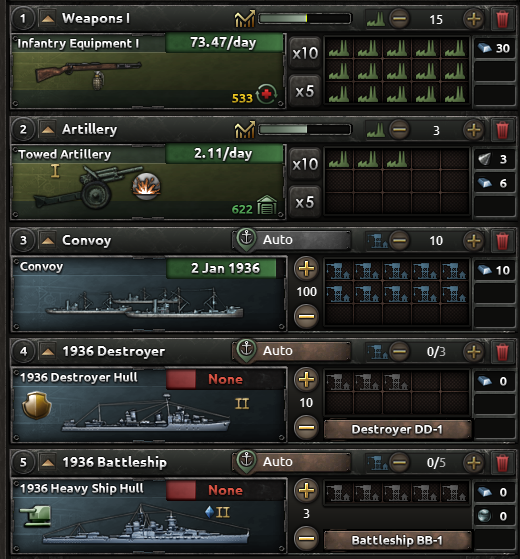 1 Weapons I 15
Infantry Equipment I 73.47/day x10 30
533 x5
2 Artillery 3
Towed Artillery 2.11/day x10 3
I 6
622 x5
3 Convoy Auto 10
Convoy 2 Jan 1936 10
100
4 1936 Destroyer Auto 0/3
1936 Destroyer Hull None 0
II 10
Destroyer DD-1
5 1936 Battleship Auto 0/5
1936 Heavy Ship Hull None 0
II 3 0
Battleship BB-1